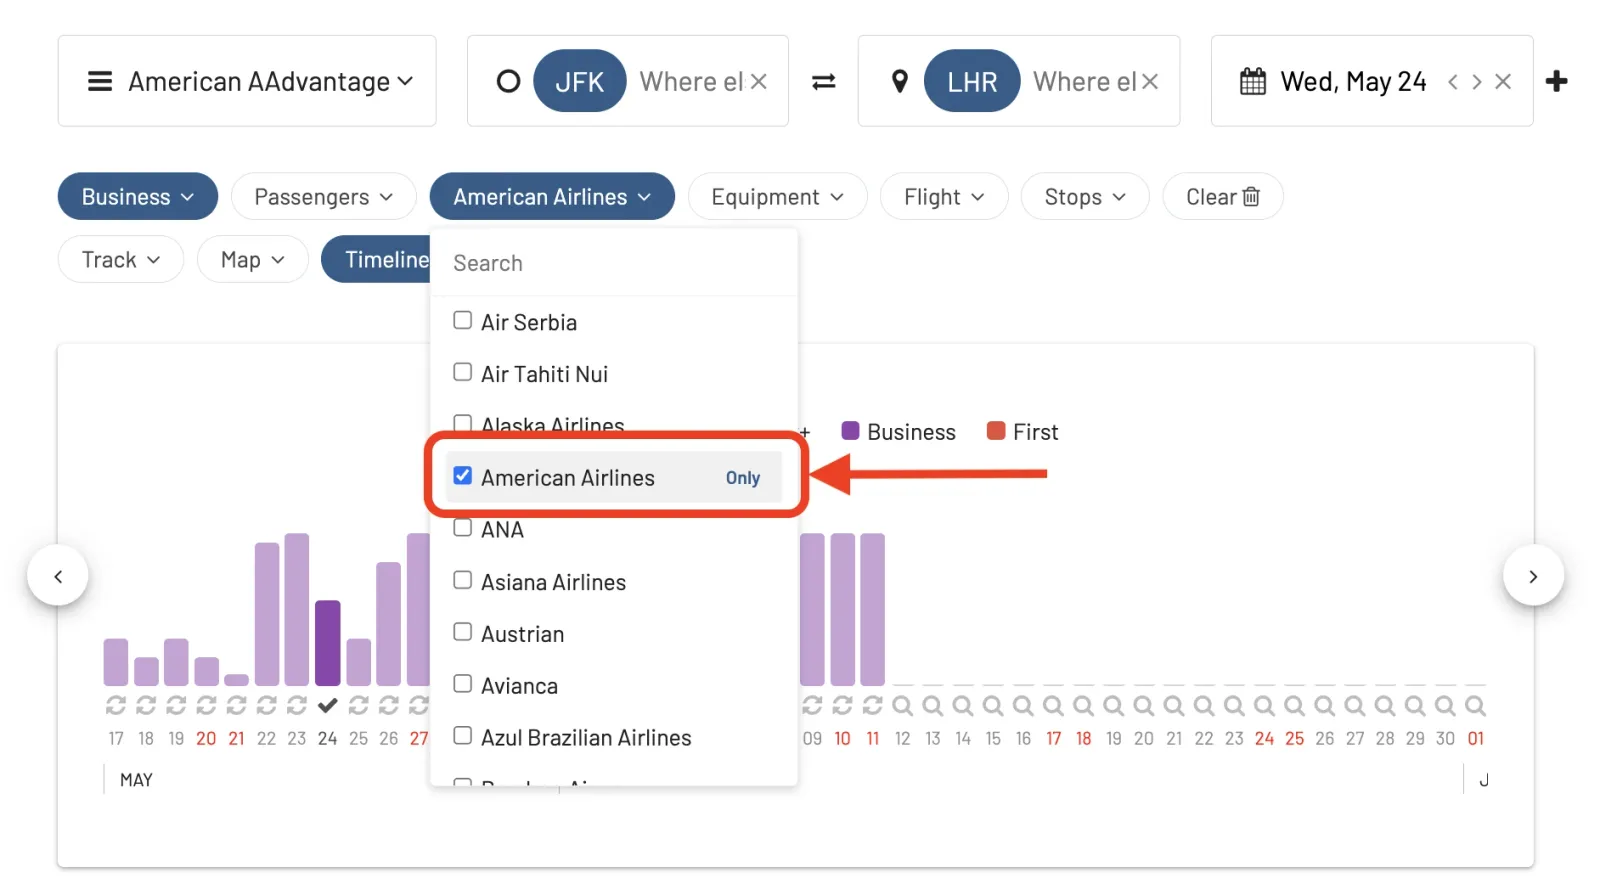 American AAdvantage
JFK Where el
LHR Where el
Wed, May 24
Business
Passengers
American Airlines
Equipment
Flight
Stops
Clear
Track
Map
Timeline
Search
Air Serbia
Air Tahiti Nui
Alaska Airlines
American Airlines Only
ANA
Asiana Airlines
Austrian
Avianca
Azul Brazilian Airlines
+ Business First
17 18 19 20 21 22 23 24 25 26 27 09 10 11 12 13 14 15 16 17 18 19 20 21 22 23 24 25 26 27 28 29 30 01
MAY J